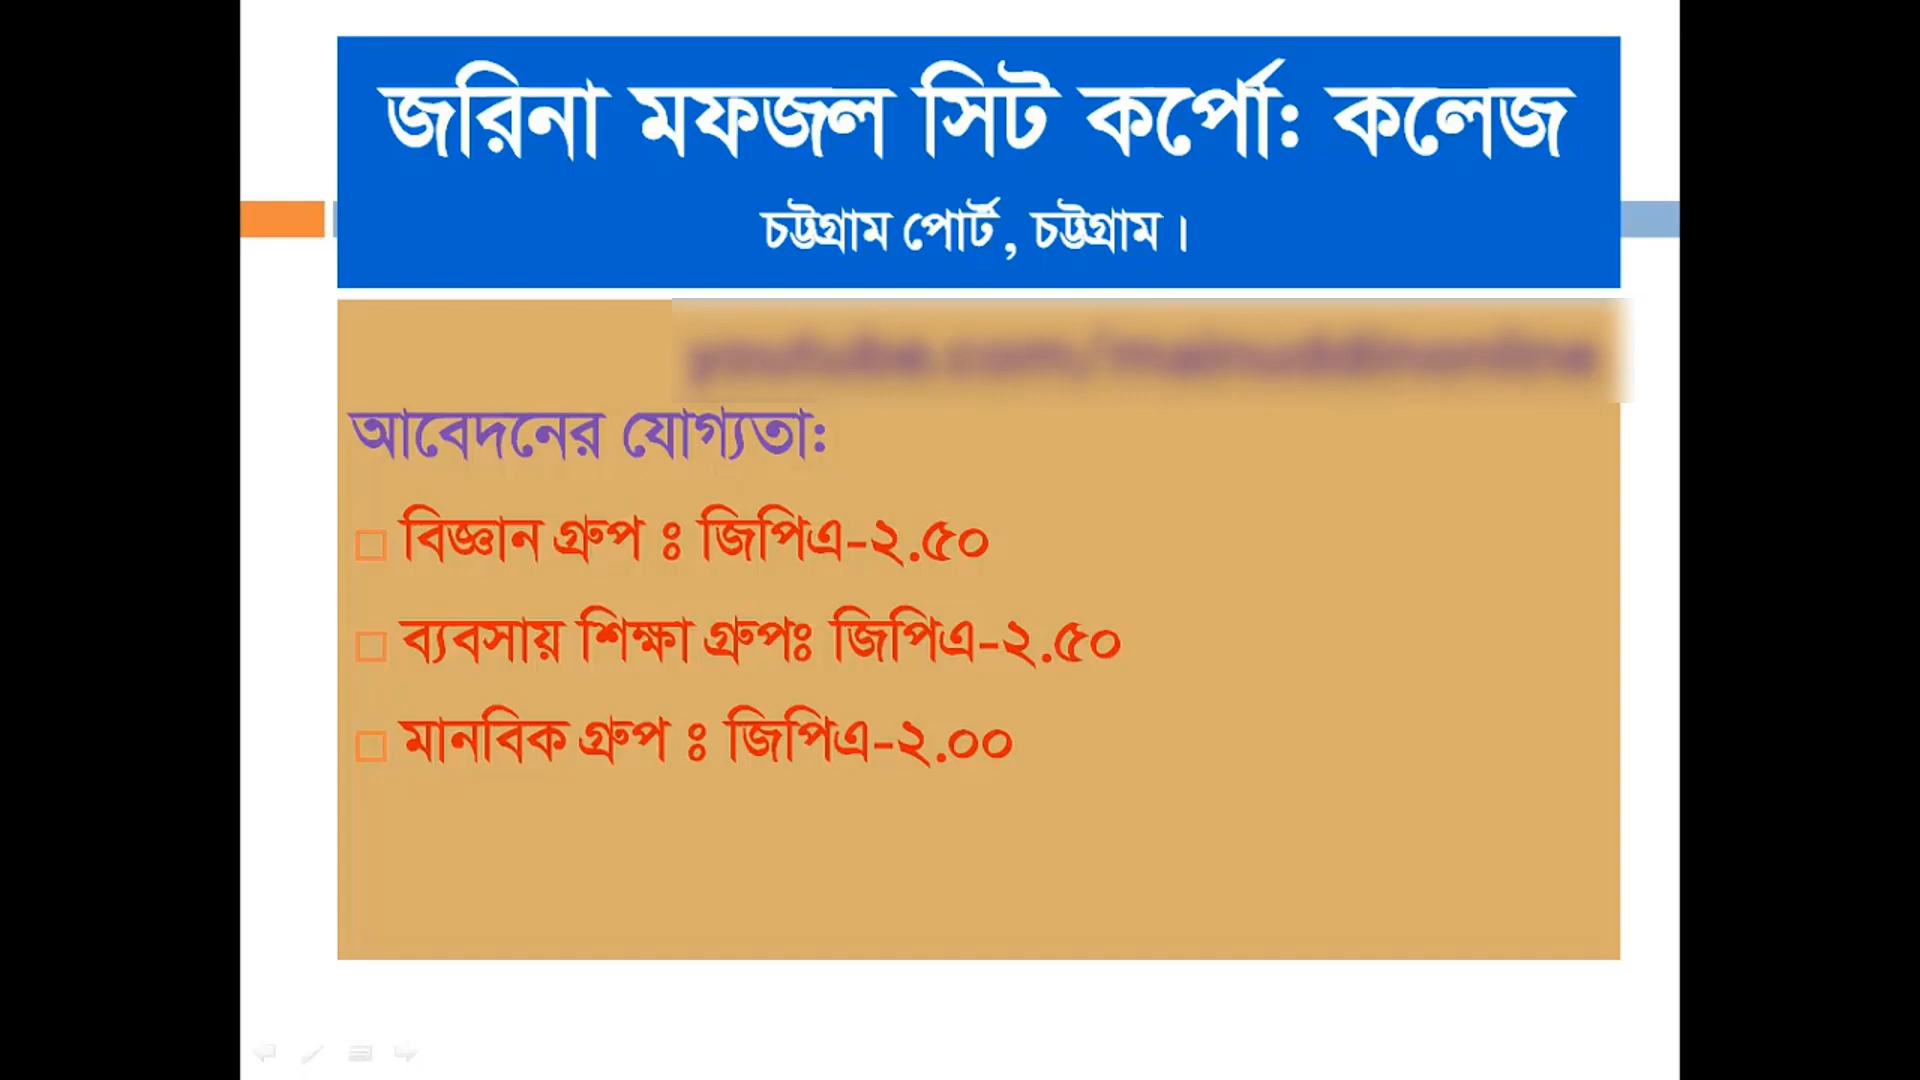 জরিনা মফজল সিট কর্পো: কলেজ
চট্টগ্রাম পোর্ট, চট্টগ্রাম।
আবেদনের যোগ্যতা:
বিজ্ঞান গ্রুপ ঃ জিপিএ-২.৫০
ব্যবসায় শিক্ষা গ্রুপঃ জিপিএ-২.৫০
মানবিক গ্রুপ ঃ জিপিএ-২.০০